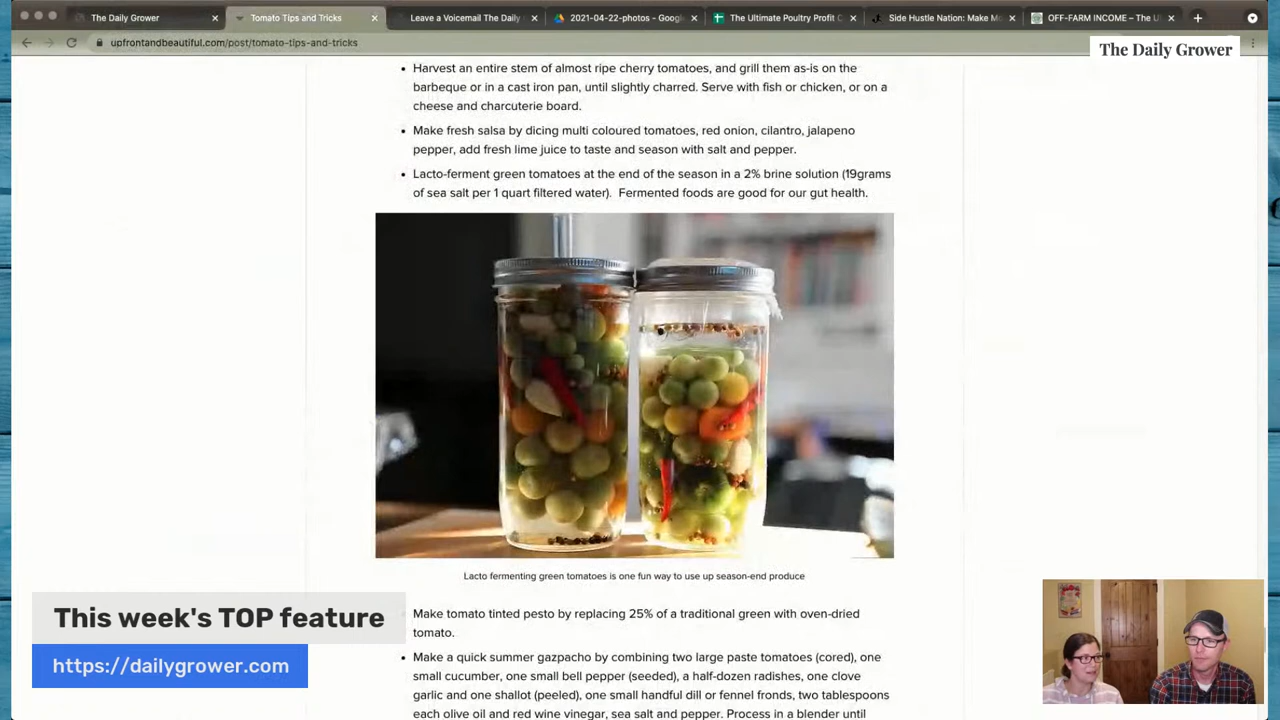 The Daily Grower
Tomato Tips and Tricks
Leave a Voicemail The Daily
2021-04-22-photos - Google
The Ultimate Poultry Profit C
Side Hustle Nation: Make M
OFF-FARM INCOME – The U
upfrontandbeautiful.com/post/tomato-tips-and-tricks
The Daily Grower
• Harvest an entire stem of almost ripe cherry tomatoes, and grill them as-is on the
barbeque or in a cast iron pan, until slightly charred. Serve with fish or chicken, or on a
cheese and charcuterie board.
• Make fresh salsa by dicing multi coloured tomatoes, red onion, cilantro, jalapeno
pepper, add fresh lime juice to taste and season with salt and pepper.
• Lacto-ferment green tomatoes at the end of the season in a 2% brine solution (19grams
of sea salt per 1 quart filtered water). Fermented foods are good for our gut health.
Lacto fermenting green tomatoes is one fun way to use up season-end produce
This week's TOP feature
https://dailygrower.com
Make tomato tinted pesto by replacing 25% of a traditional green with oven-dried
tomato.
• Make a quick summer gazpacho by combining two large paste tomatoes (cored), one
small cucumber, one small bell pepper (seeded), a half-dozen radishes, one clove
garlic and one shallot (peeled), one small handful dill or fennel fronds, two tablespoons
each olive oil and red wine vinegar, sea salt and pepper. Process in a blender until